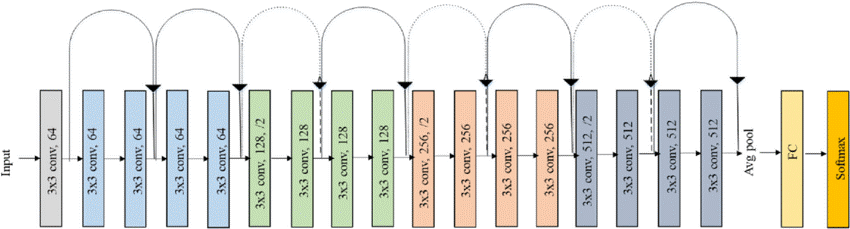 Input
3x3 conv, 64
3x3 conv, 64
3x3 conv, 64
3x3 conv, 64
3x3 conv, 64
3x3 conv, 128, /2
3x3 conv, 128
3x3 conv, 128
3x3 conv, 128
3x3 conv, 256, /2
3x3 conv, 256
3x3 conv, 256
3x3 conv, 256
3x3 conv, 512, /2
3x3 conv, 512
3x3 conv, 512
3x3 conv, 512
Avg pool
FC
Softmax